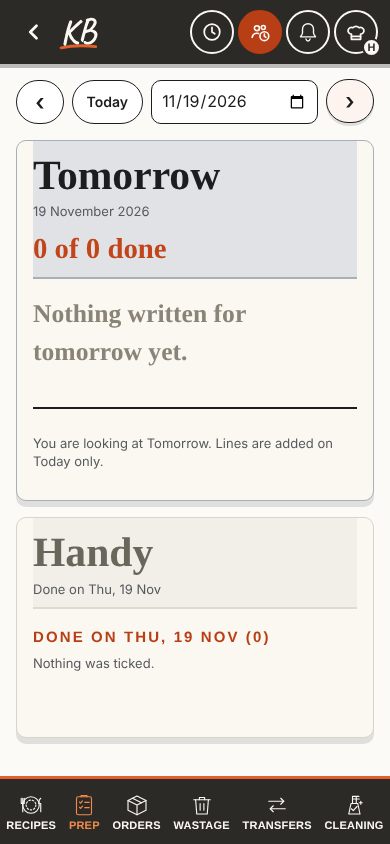 KB
H
‹ Today 11/19/2026 ›
Tomorrow
19 November 2026
0 of 0 done
Nothing written for
tomorrow yet.
You are looking at Tomorrow. Lines are added on
Today only.
Handy
Done on Thu, 19 Nov
DONE ON THU, 19 NOV (0)
Nothing was ticked.
RECIPES PREP ORDERS WASTAGE TRANSFERS CLEANING